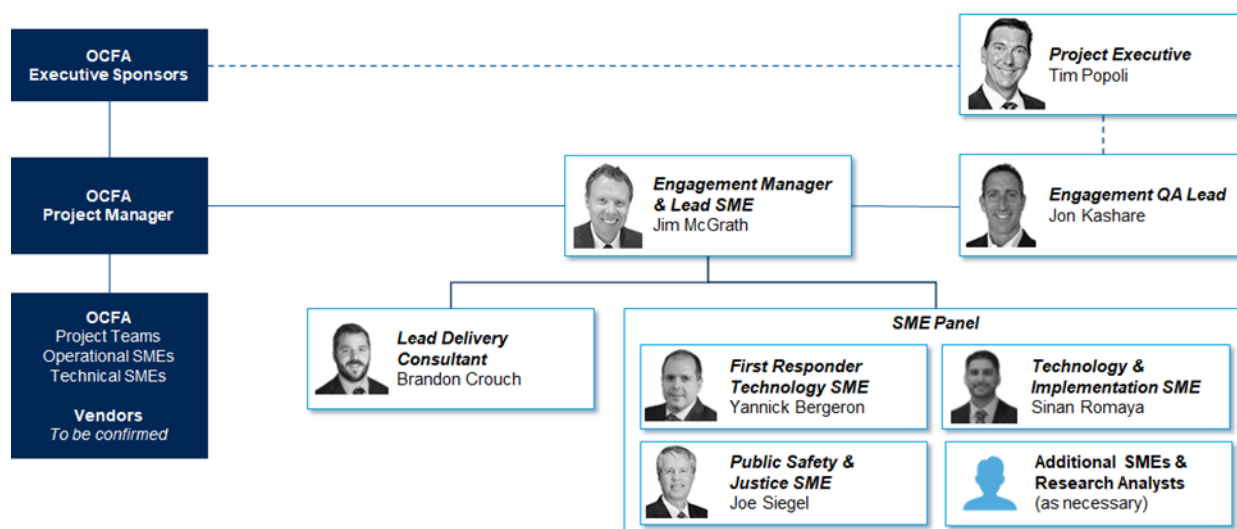 OCFA
Executive Sponsors
Project Executive
Tim Popoli
OCFA
Project Manager
Engagement Manager
& Lead SME
Jim McGrath
Engagement QA Lead
Jon Kashare
OCFA
Project Teams
Operational SMEs
Technical SMEs
Vendors
To be confirmed
Lead Delivery
Consultant
Brandon Crouch
SME Panel
First Responder
Technology SME
Yannick Bergeron
Technology &
Implementation SME
Sinan Romaya
Public Safety &
Justice SME
Joe Siegel
Additional SMEs &
Research Analysts
(as necessary)